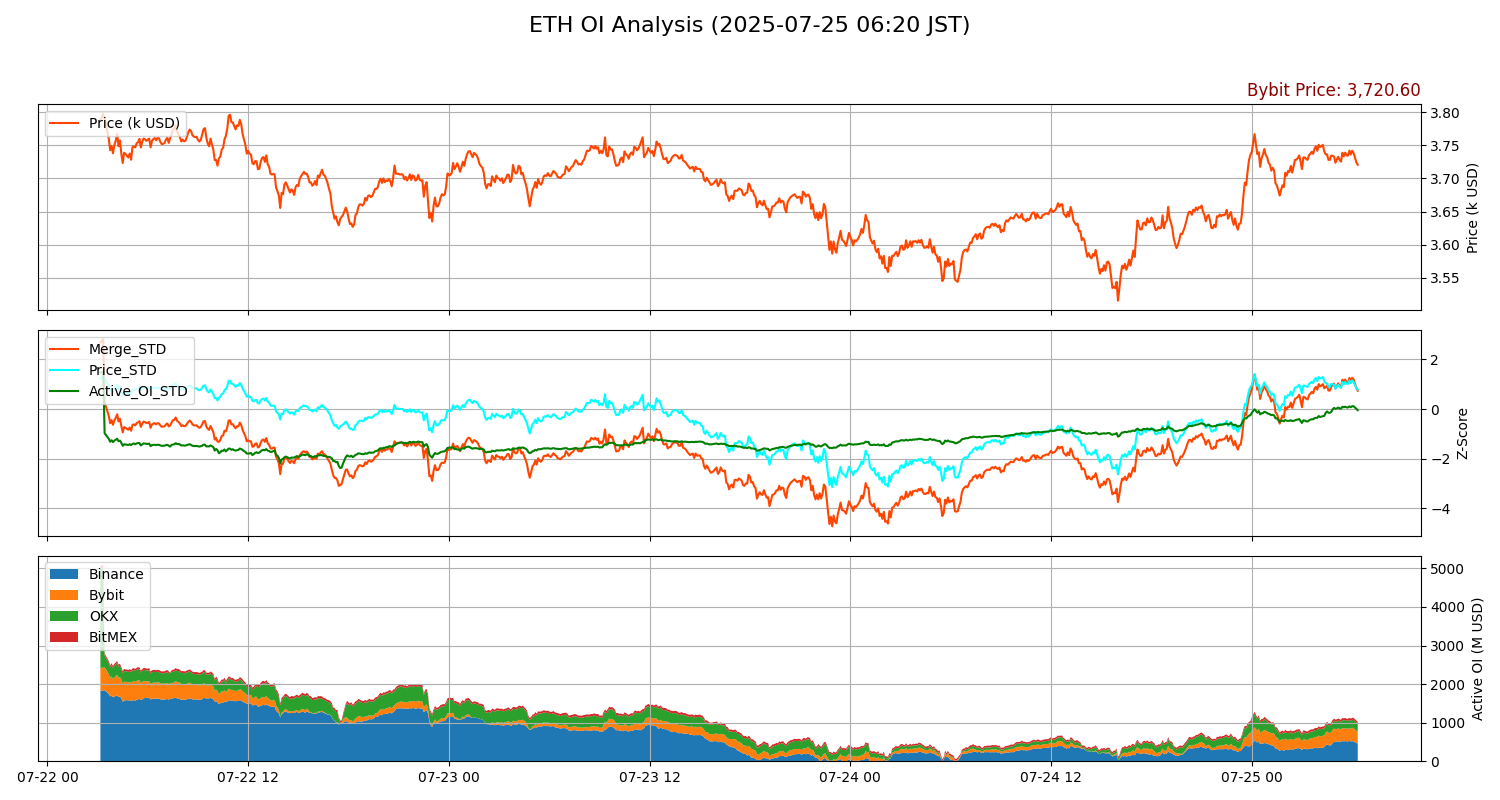 ETH OI Analysis (2025-07-25 06:20 JST)
Bybit Price: 3,720.60
Price (k USD)
3.80
3.75
3.70
3.65
3.60
3.55
Price (k USD)
Merge_STD
Price_STD
Active_OI_STD
2
0
−2
−4
Z-Score
Binance
Bybit
OKX
BitMEX
5000
4000
3000
2000
1000
0
Active OI (M USD)
07-22 00
07-22 12
07-23 00
07-23 12
07-24 00
07-24 12
07-25 00